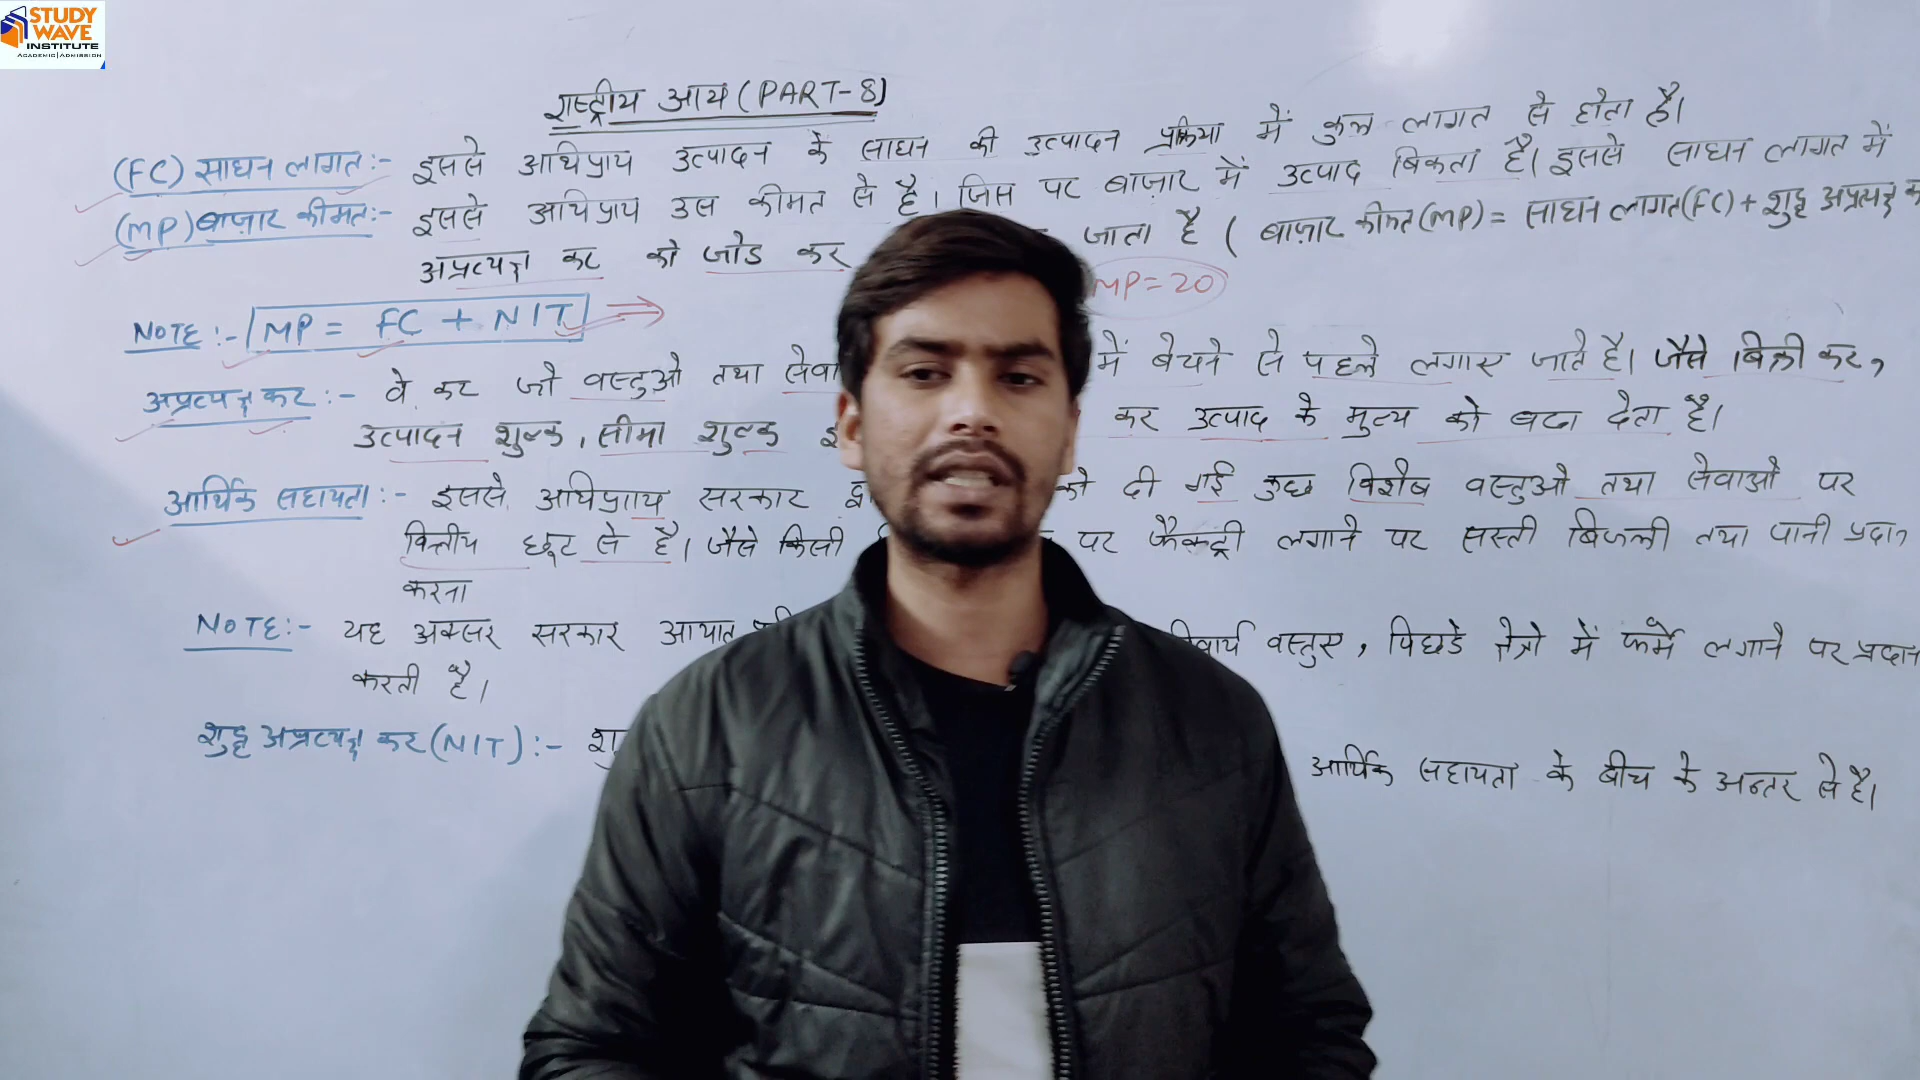 STUDY
WAVE
INSTITUTE
ACADEMIC | ADMISSION
राष्ट्रीय आय (PART-8)
(FC) साधन लागत:- इससे अभिप्राय उत्पादन के साधन की उत्पादन प्रक्रिया में कुल लागत से होता है।
(MP) बाज़ार कीमत:- इससे अभिप्राय उस कीमत से है। जिस पर बाज़ार में उत्पाद बिकता है। इससे साधन लागत में
अप्रत्यक्ष कर को जोड कर जाता है ( बाज़ार कीमत (MP) = साधन लागत (FC) + शुद्ध अप्रत्यक्ष क
MP=20
NOTE:- MP = FC + NIT
अप्रत्यक्ष कर :- वे कर जो वस्तुओ तथा सेवा में बेचने से पहले लगाए जाते है। जैसे बिक्री कर,
उत्पादन शुल्क, सीमा शुल्क कर उत्पाद के मुल्य को बढा देता है।
आर्थिक सहायता:- इससे अभिप्राय सरकार को दी गई कुछ विशेष वस्तुओ तथा सेवाओ पर
वित्तीय छूट से है। जैसे किसी पर फैक्ट्री लगाने पर सस्ती बिजली तथा पानी प्रदान
करना
NOTE:- यह अक्सर सरकार आयात वस्तुए, पिछडे क्षेत्रो में फर्में लगाने पर प्रदान
करती है।
शुद्ध अप्रत्यक्ष कर (NIT):- शु आर्थिक सहायता के बीच के अन्तर से है।